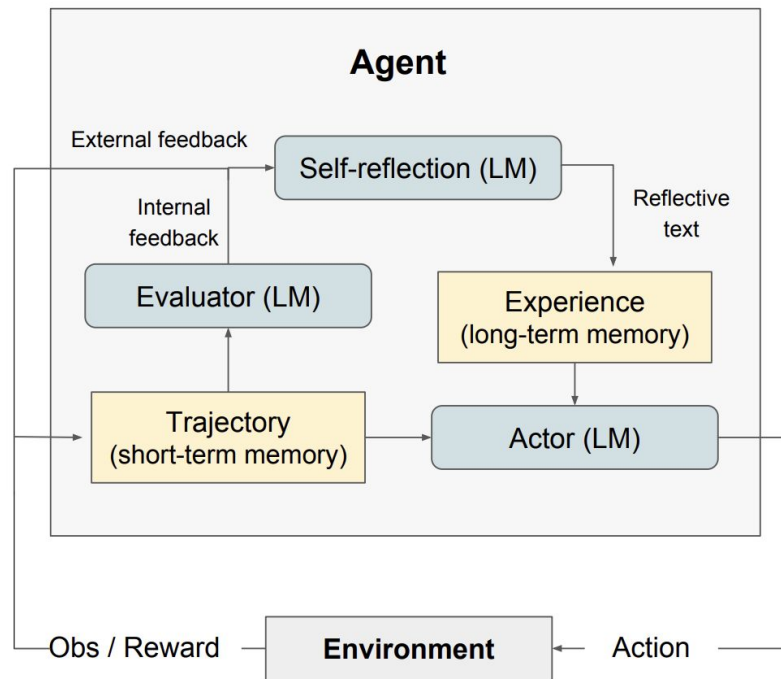 Agent
External feedback
Self-reflection (LM)
Internal
feedback
Reflective
text
Evaluator (LM)
Experience
(long-term memory)
Trajectory
(short-term memory)
Actor (LM)
Obs / Reward
Environment
Action